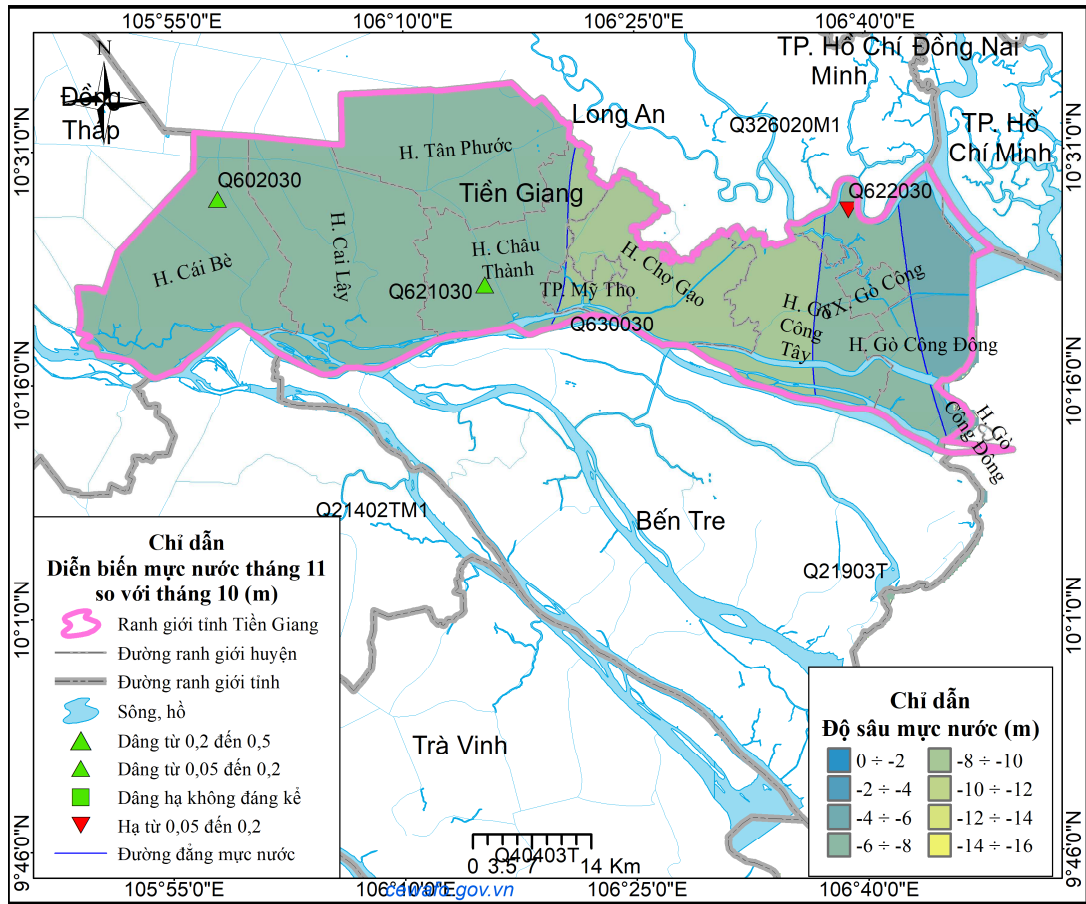 105°55'0"E
106°10'0"E
106°25'0"E
106°40'0"E
N
Đồng
Tháp
TP. Hồ Chí
Minh
Đồng Nai
TP. Hồ
Chí Minh
Long An
Q326020M1
10°31'0"N
10°31'0"N
H. Tân Phước
Q602030
Tiền Giang
Q622030
H. Cái Bè
H. Cai Lậy
H. Châu
Thành
Q621030
TP. Mỹ Tho
H. Chợ Gạo
H. Gò
Công
Tây
TX. Gò Công
Q630030
H. Gò Công Đông
H. Gò
Công Đông
10°16'0"N
10°16'0"N
Q21402TM1
Bến Tre
Q21903T
10°1'0"N
10°1'0"N
Trà Vinh
Chỉ dẫn
Diễn biến mực nước tháng 11
so với tháng 10 (m)
Ranh giới tỉnh Tiền Giang
Đường ranh giới huyện
Đường ranh giới tỉnh
Sông, hồ
Dâng từ 0,2 đến 0,5
Dâng từ 0,05 đến 0,2
Dâng hạ không đáng kể
Hạ từ 0,05 đến 0,2
Đường đẳng mực nước
Chỉ dẫn
Độ sâu mực nước (m)
0 ÷ -2
-2 ÷ -4
-4 ÷ -6
-6 ÷ -8
-8 ÷ -10
-10 ÷ -12
-12 ÷ -14
-14 ÷ -16
Q40403T
0 3.5 7 14 Km
9°46'0"N
9°46'0"N
105°55'0"E
106°10'0"E
106°25'0"E
106°40'0"E
cewafo.gov.vn